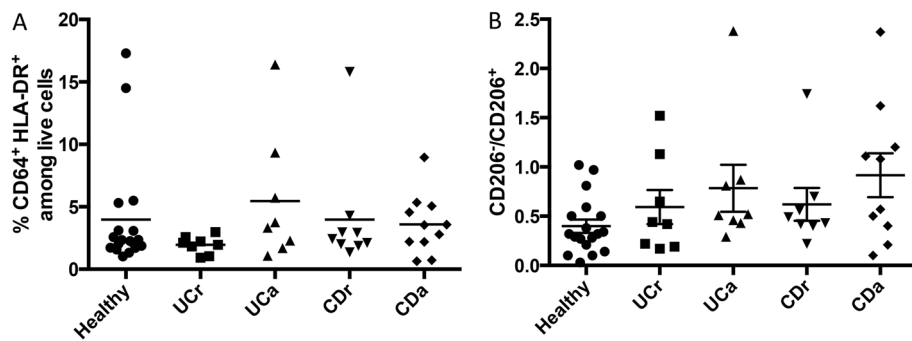 A
% CD64+ HLA-DR+
among live cells
20
15
10
5
0
Healthy
UCr
UCa
CDr
CDa
B
CD206-/CD206+
2.5
2.0
1.5
1.0
0.5
0.0
Healthy
UCr
UCa
CDr
CDa